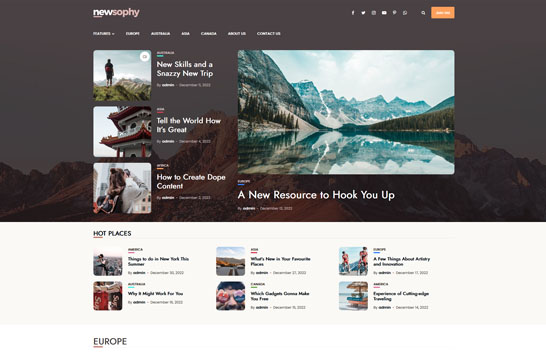 newsophy
FEATURES
EUROPE
AUSTRALIA
ASIA
CANADA
ABOUT US
CONTACT US
AUSTRALIA
New Skills and a
Snazzy New Trip
By admin - December 11, 2022
ASIA
Tell the World How
It's Great
By admin - December 4, 2022
AFRICA
How to Create Dope
Content
By admin - December 2, 2022
EUROPE
A New Resource to Hook You Up
By admin - December 12, 2022
HOT PLACES
AMERICA
Things to do in New York This
Summer
By admin - December 30, 2022
ASIA
What's New in Your Favourite
Places
By admin - December 27, 2022
EUROPE
A Few Things About Artistry
and Innovation
By admin - December 17, 2022
AUSTRALIA
Why it Might Work For You
By admin - December 16, 2022
CANADA
Which Gadgets Gonna Make
You Free
By admin - December 15, 2022
AMERICA
Experience of Cutting-edge
Traveling
By admin - December 14, 2022
EUROPE